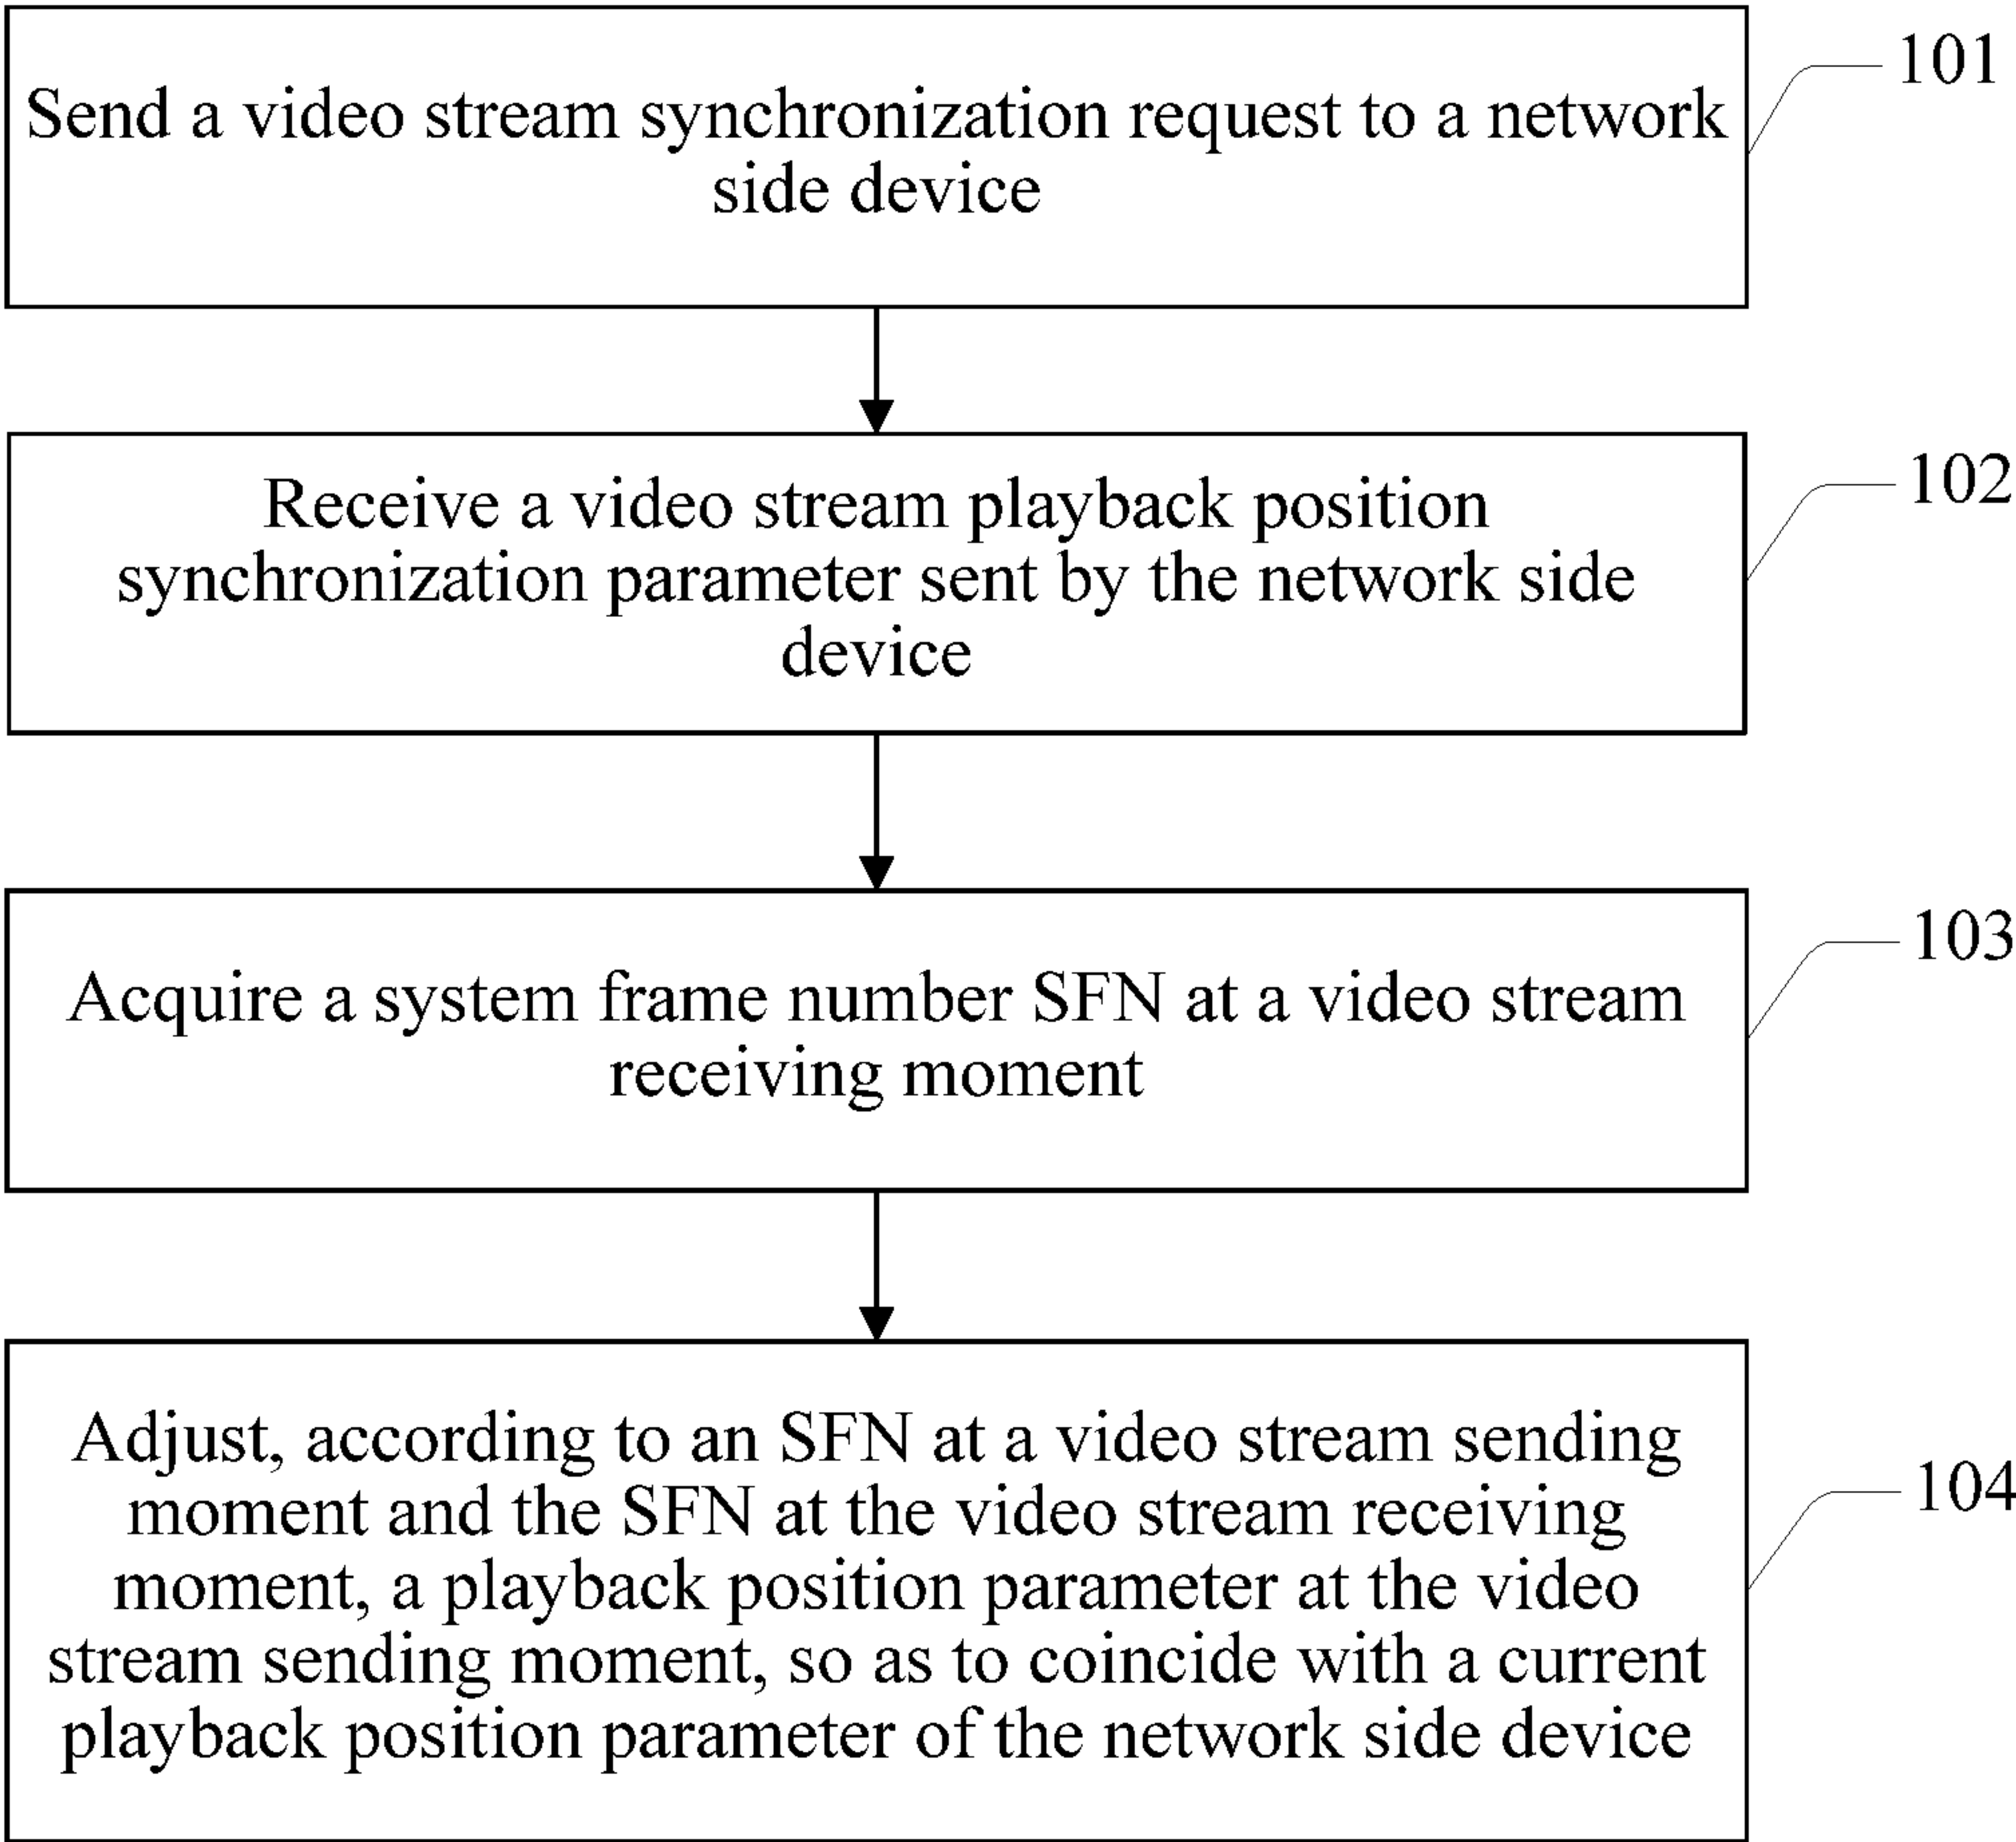 101
Send a video stream synchronization request to a network
side device
102
Receive a video stream playback position
synchronization parameter sent by the network side
device
103
Acquire a system frame number SFN at a video stream
receiving moment
104
Adjust, according to an SFN at a video stream sending
moment and the SFN at the video stream receiving
moment, a playback position parameter at the video
stream sending moment, so as to coincide with a current
playback position parameter of the network side device